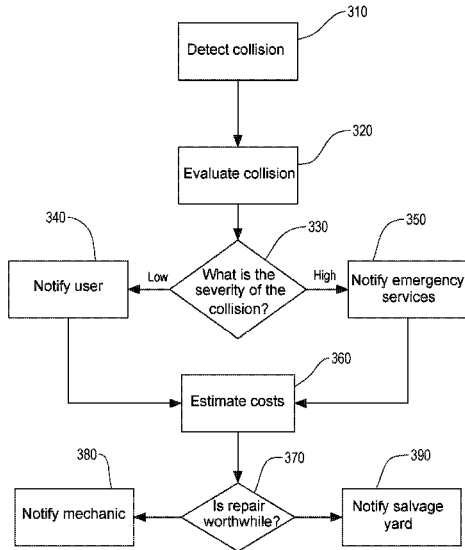 310
Detect collision
320
Evaluate collision
340
330
350
Notify user
Low
What is the
severity of the
collision?
High
Notify emergency
services
360
Estimate costs
380
370
390
Notify mechanic
Is repair
worthwhile?
Notify salvage
yard